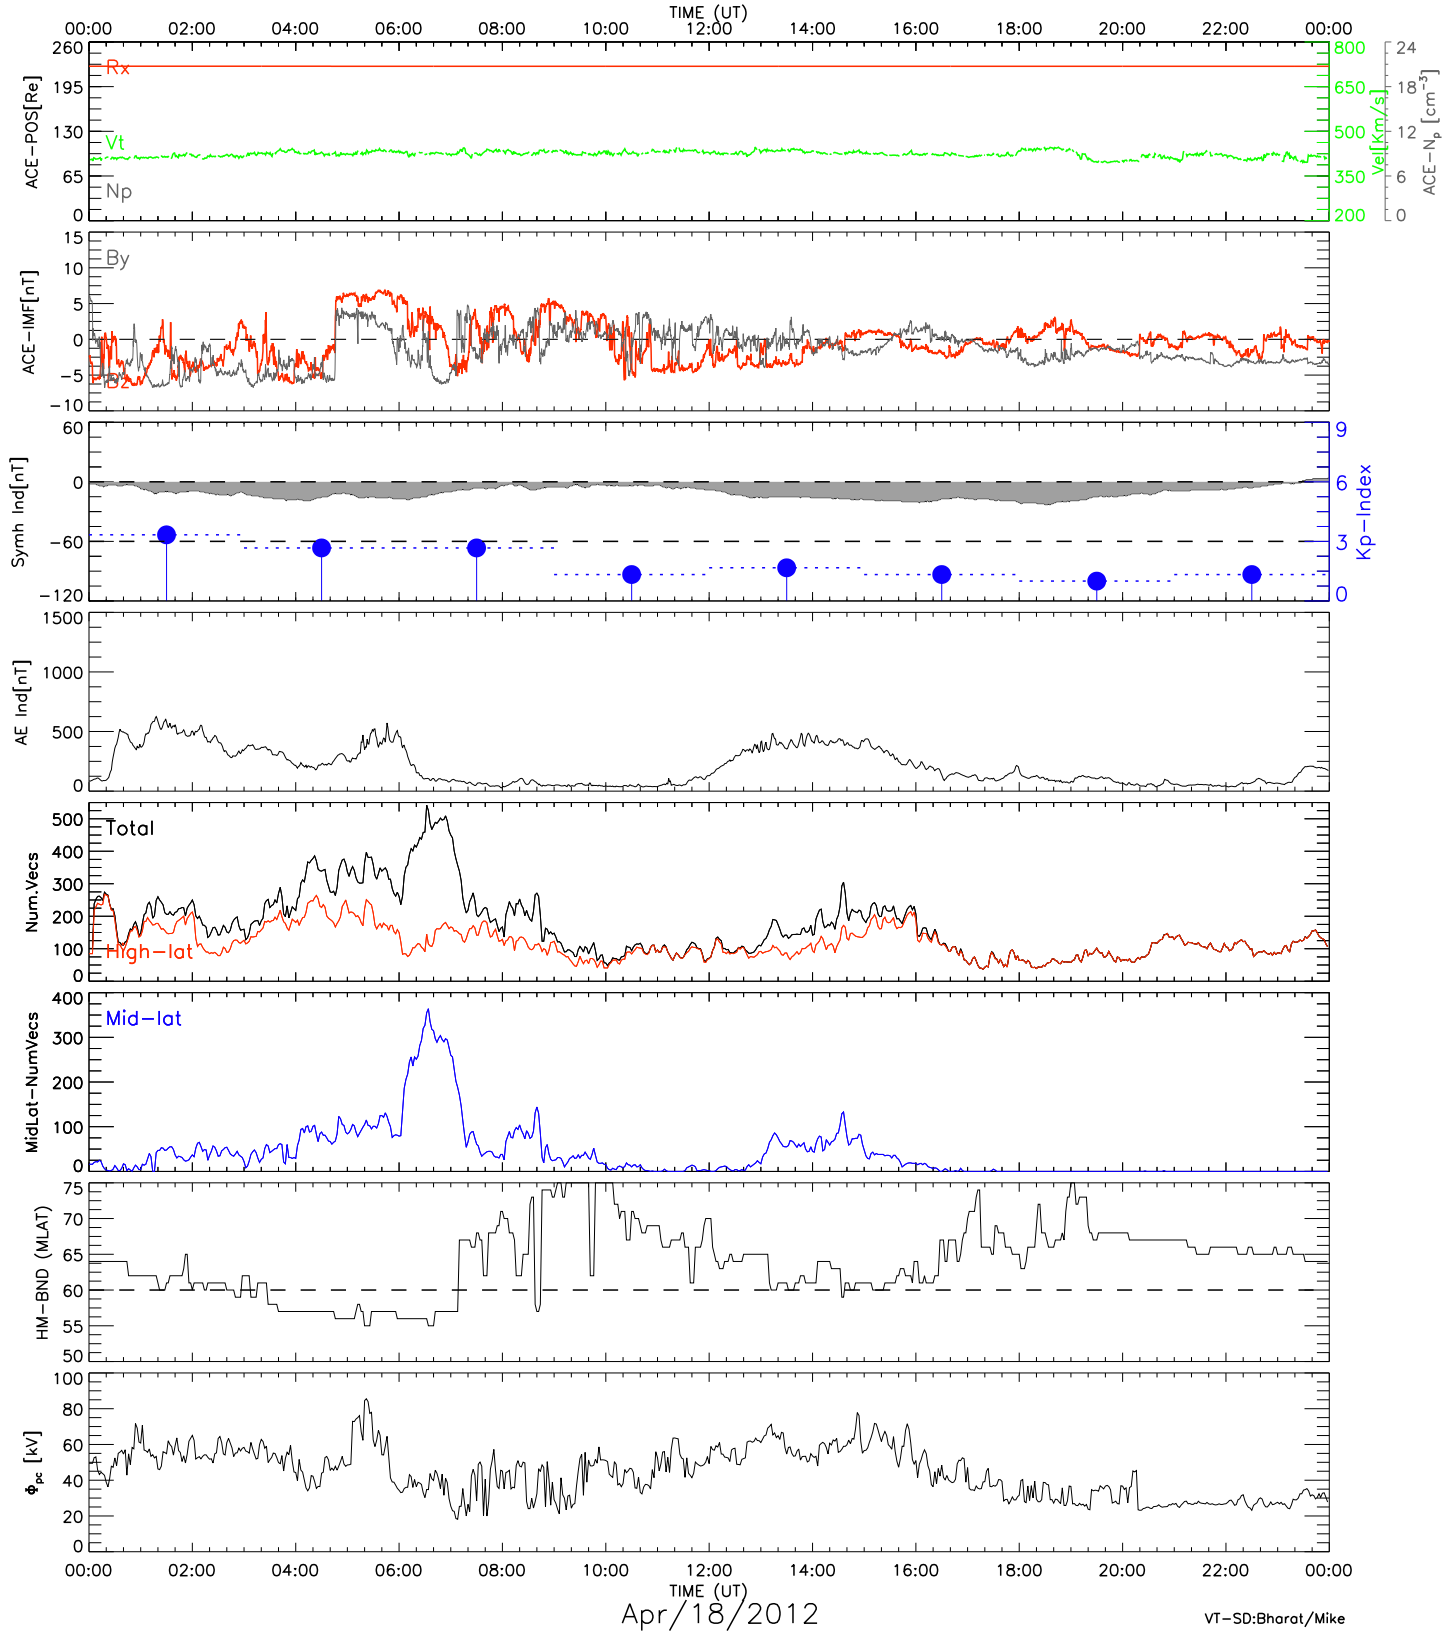 TIME (UT)
00:00 02:00 04:00 06:00 08:00 10:00 12:00 14:00 16:00 18:00 20:00 22:00 00:00
260 195 130 65 0
ACE-POS[Re]
Rx
Vt
Np
800 650 500 350 200
Vel[Km/s]
24 18 12 6 0
ACE-Np [cm-3]
15 10 5 0 -5 -10
ACE-IMF[nT]
By
Bz
60 0 -60 -120
Symh Ind[nT]
9 6 3 0
Kp-Index
1500 1000 500 0
AE Ind[nT]
500 400 300 200 100 0
Num.Vecs
Total
High-lat
400 300 200 100 0
MidLat-NumVecs
Mid-lat
75 70 65 60 55 50
HM-BND (MLAT)
100 80 60 40 20 0
Φpc [kV]
00:00 02:00 04:00 06:00 08:00 10:00 12:00 14:00 16:00 18:00 20:00 22:00 00:00
TIME (UT)
Apr/18/2012
VT-SD:Bharat/Mike